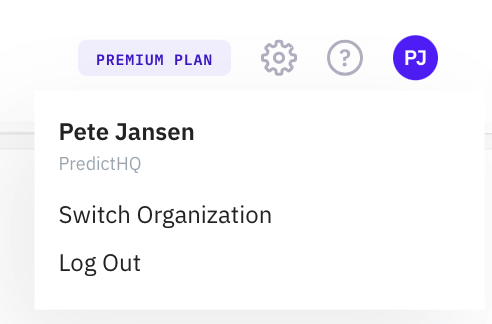 PREMIUM PLAN ? PJ
Pete Jansen
PredictHQ
Switch Organization
Log Out